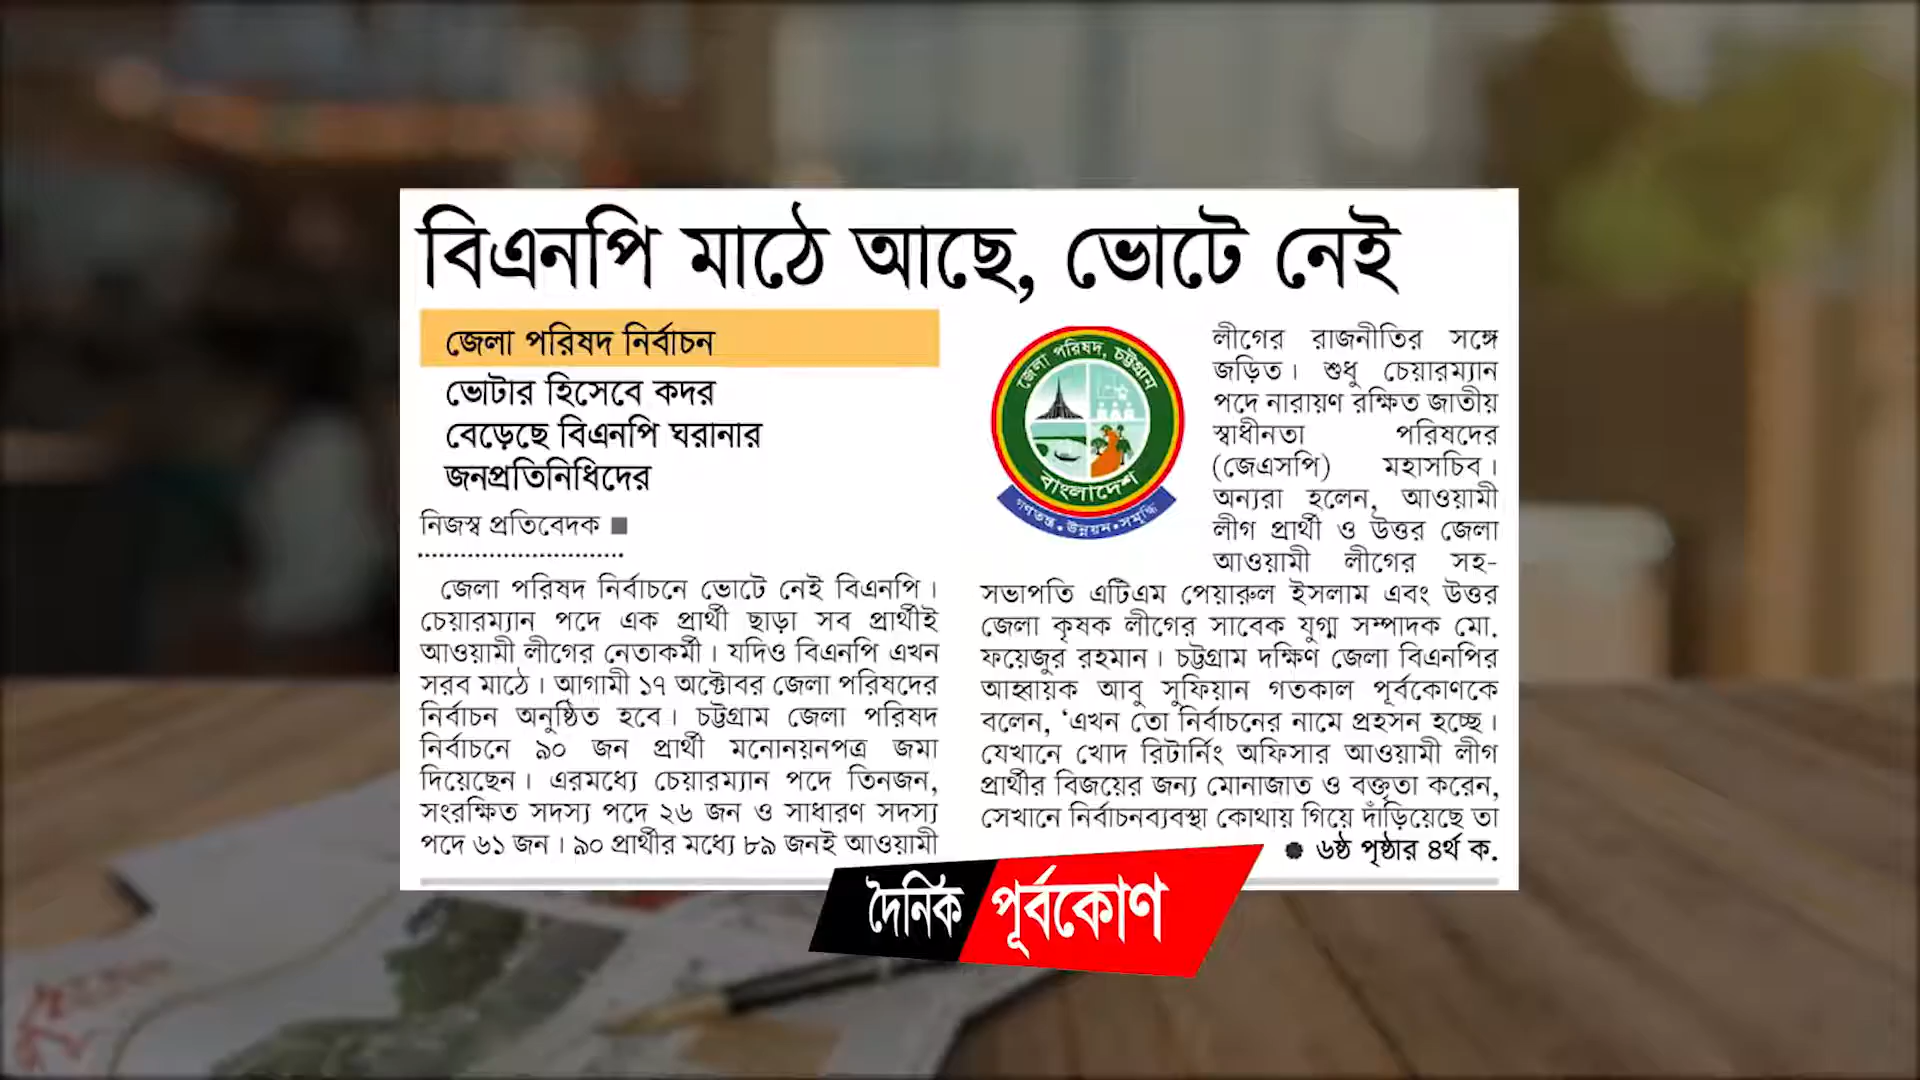 বিএনপি মাঠে আছে, ভোটে নেই
জেলা পরিষদ নির্বাচন
ভোটার হিসেবে কদর
বেড়েছে বিএনপি ঘরানার
জনপ্রতিনিধিদের
নিজস্ব প্রতিবেদক ■
জেলা পরিষদ নির্বাচনে ভোটে নেই বিএনপি।
চেয়ারম্যান পদে এক প্রার্থী ছাড়া সব প্রার্থীই
আওয়ামী লীগের নেতাকর্মী। যদিও বিএনপি এখন
সরব মাঠে। আগামী ১৭ অক্টোবর জেলা পরিষদের
নির্বাচন অনুষ্ঠিত হবে। চট্টগ্রাম জেলা পরিষদ
নির্বাচনে ৯০ জন প্রার্থী মনোনয়নপত্র জমা
দিয়েছেন। এরমধ্যে চেয়ারম্যান পদে তিনজন,
সংরক্ষিত সদস্য পদে ২৬ জন ও সাধারণ সদস্য
পদে ৬১ জন। ৯০ প্রার্থীর মধ্যে ৮৯ জনই আওয়ামী
জেলা পরিষদ, চট্টগ্রাম
বাংলাদেশ
গণতন্ত্র • উন্নয়ন • সমৃদ্ধি
লীগের রাজনীতির সঙ্গে
জড়িত। শুধু চেয়ারম্যান
পদে নারায়ণ রক্ষিত জাতীয়
স্বাধীনতা পরিষদের
(জেএসপি) মহাসচিব।
অন্যরা হলেন, আওয়ামী
লীগ প্রার্থী ও উত্তর জেলা
আওয়ামী লীগের সহ-
সভাপতি এটিএম পেয়ারুল ইসলাম এবং উত্তর
জেলা কৃষক লীগের সাবেক যুগ্ম সম্পাদক মো.
ফয়েজুর রহমান। চট্টগ্রাম দক্ষিণ জেলা বিএনপির
আহ্বায়ক আবু সুফিয়ান গতকাল পূর্বকোণকে
বলেন, ‘এখন তো নির্বাচনের নামে প্রহসন হচ্ছে।
যেখানে খোদ রিটার্নিং অফিসার আওয়ামী লীগ
প্রার্থীর বিজয়ের জন্য মোনাজাত ও বক্তৃতা করেন,
সেখানে নির্বাচনব্যবস্থা কোথায় গিয়ে দাঁড়িয়েছে তা
● ৬ষ্ঠ পৃষ্ঠার ৪র্থ ক.
দৈনিক পূর্বকোণ